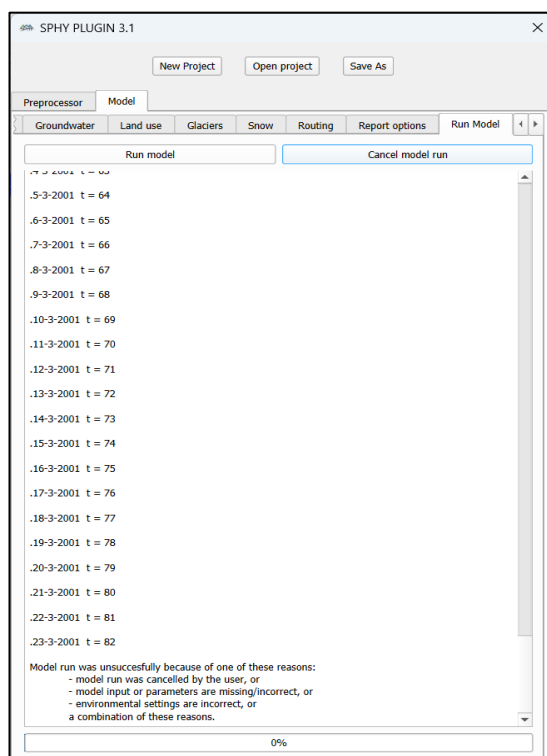 SPHY PLUGIN 3.1
New Project Open project Save As
Preprocessor Model
Groundwater Land use Glaciers Snow Routing Report options Run Model
Run model Cancel model run
.4-3-2001 t = 63
.5-3-2001 t = 64
.6-3-2001 t = 65
.7-3-2001 t = 66
.8-3-2001 t = 67
.9-3-2001 t = 68
.10-3-2001 t = 69
.11-3-2001 t = 70
.12-3-2001 t = 71
.13-3-2001 t = 72
.14-3-2001 t = 73
.15-3-2001 t = 74
.16-3-2001 t = 75
.17-3-2001 t = 76
.18-3-2001 t = 77
.19-3-2001 t = 78
.20-3-2001 t = 79
.21-3-2001 t = 80
.22-3-2001 t = 81
.23-3-2001 t = 82
Model run was unsuccesfully because of one of these reasons:
- model run was cancelled by the user, or
- model input or parameters are missing/incorrect, or
- environmental settings are incorrect, or
a combination of these reasons.
0%